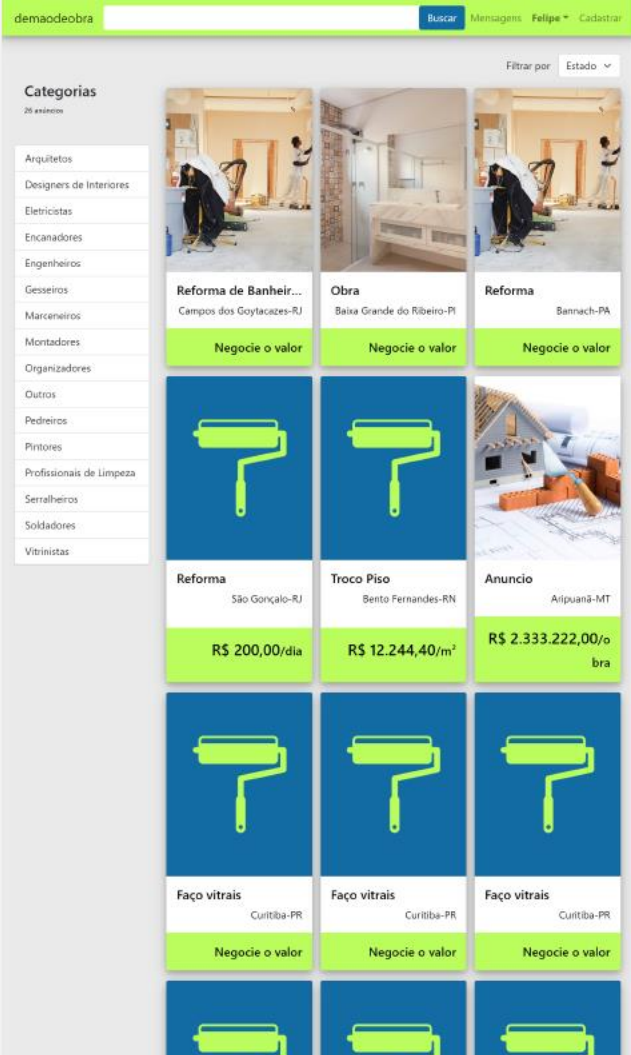 demaodeobra
Buscar
Mensagens
Felipe
Cadastrar
Filtrar por
Estado
Categorias
26 anúncios
Arquitetos
Designers de Interiores
Eletricistas
Encanadores
Engenheiros
Gesseiros
Marceneiros
Montadores
Organizadores
Outros
Pedreiros
Pintores
Profissionais de Limpeza
Serralheiros
Soldadores
Vitrinistas
Reforma de Banheir...
Campos dos Goytacazes-RJ
Negocie o valor
Obra
Baixa Grande do Ribeiro-PI
Negocie o valor
Reforma
Bannach-PA
Negocie o valor
Reforma
São Gonçalo-RJ
R$ 200,00/dia
Troco Piso
Bento Fernandes-RN
R$ 12.244,40/m²
Anuncio
Aripuanã-MT
R$ 2.333.222,00/o
bra
Faço vitrais
Curitiba-PR
Negocie o valor
Faço vitrais
Curitiba-PR
Negocie o valor
Faço vitrais
Curitiba-PR
Negocie o valor